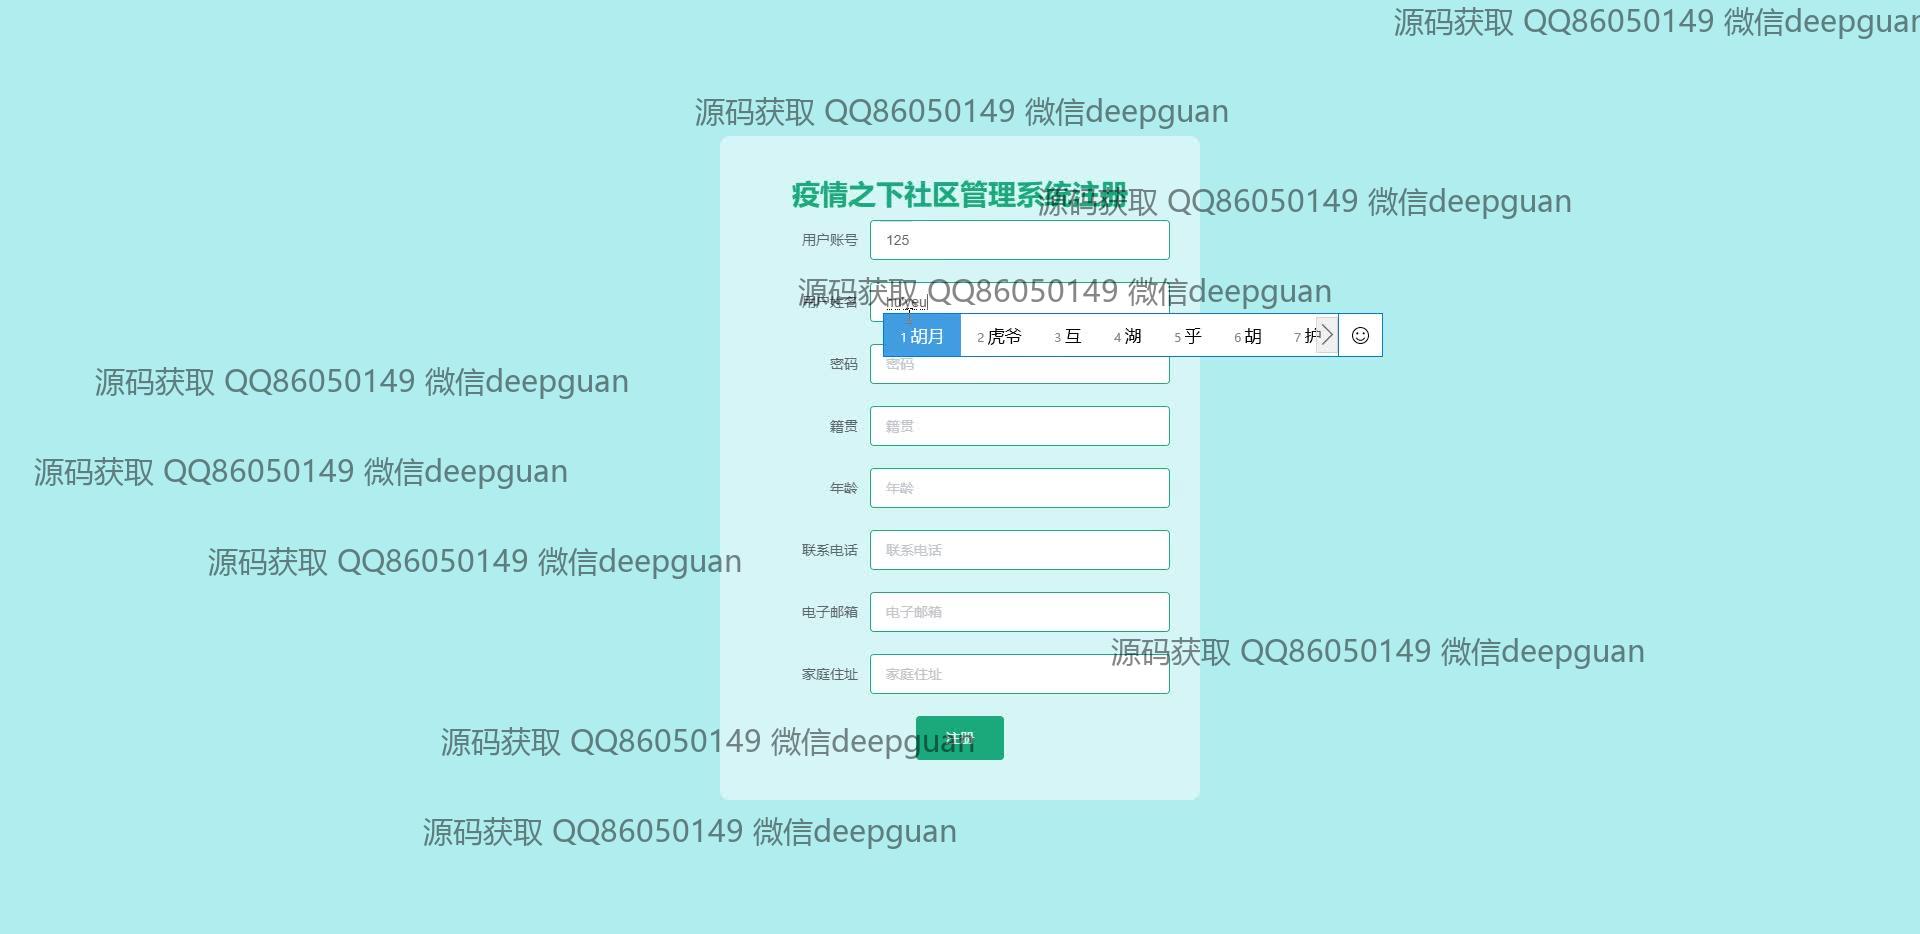 源码获取 QQ86050149 微信deepguan
源码获取 QQ86050149 微信deepguan
疫情之下社区管理系统注册
源码获取 QQ86050149 微信deepguan
用户账号 125
源码获取 QQ86050149 微信deepguan
用户姓名 hu'yeu
1 胡月 2 虎爷 3 互 4 湖 5 乎 6 胡 7 护
密码 密码
源码获取 QQ86050149 微信deepguan
籍贯 籍贯
源码获取 QQ86050149 微信deepguan
年龄 年龄
联系电话 联系电话
源码获取 QQ86050149 微信deepguan
电子邮箱 电子邮箱
源码获取 QQ86050149 微信deepguan
家庭住址 家庭住址
注册
源码获取 QQ86050149 微信deepguan
源码获取 QQ86050149 微信deepguan